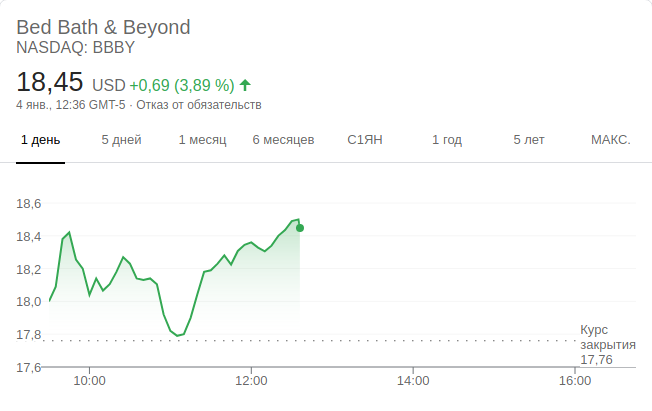 Bed Bath & Beyond
NASDAQ: BBBY
18,45 USD +0,69 (3,89 %)
4 янв., 12:36 GMT-5 · Отказ от обязательств
1 день 5 дней 1 месяц 6 месяцев С1ЯН 1 год 5 лет МАКС.
18,6
18,4
18,2
18,0
17,8
Курс
закрытия
17,76
17,6
10:00 12:00 14:00 16:00